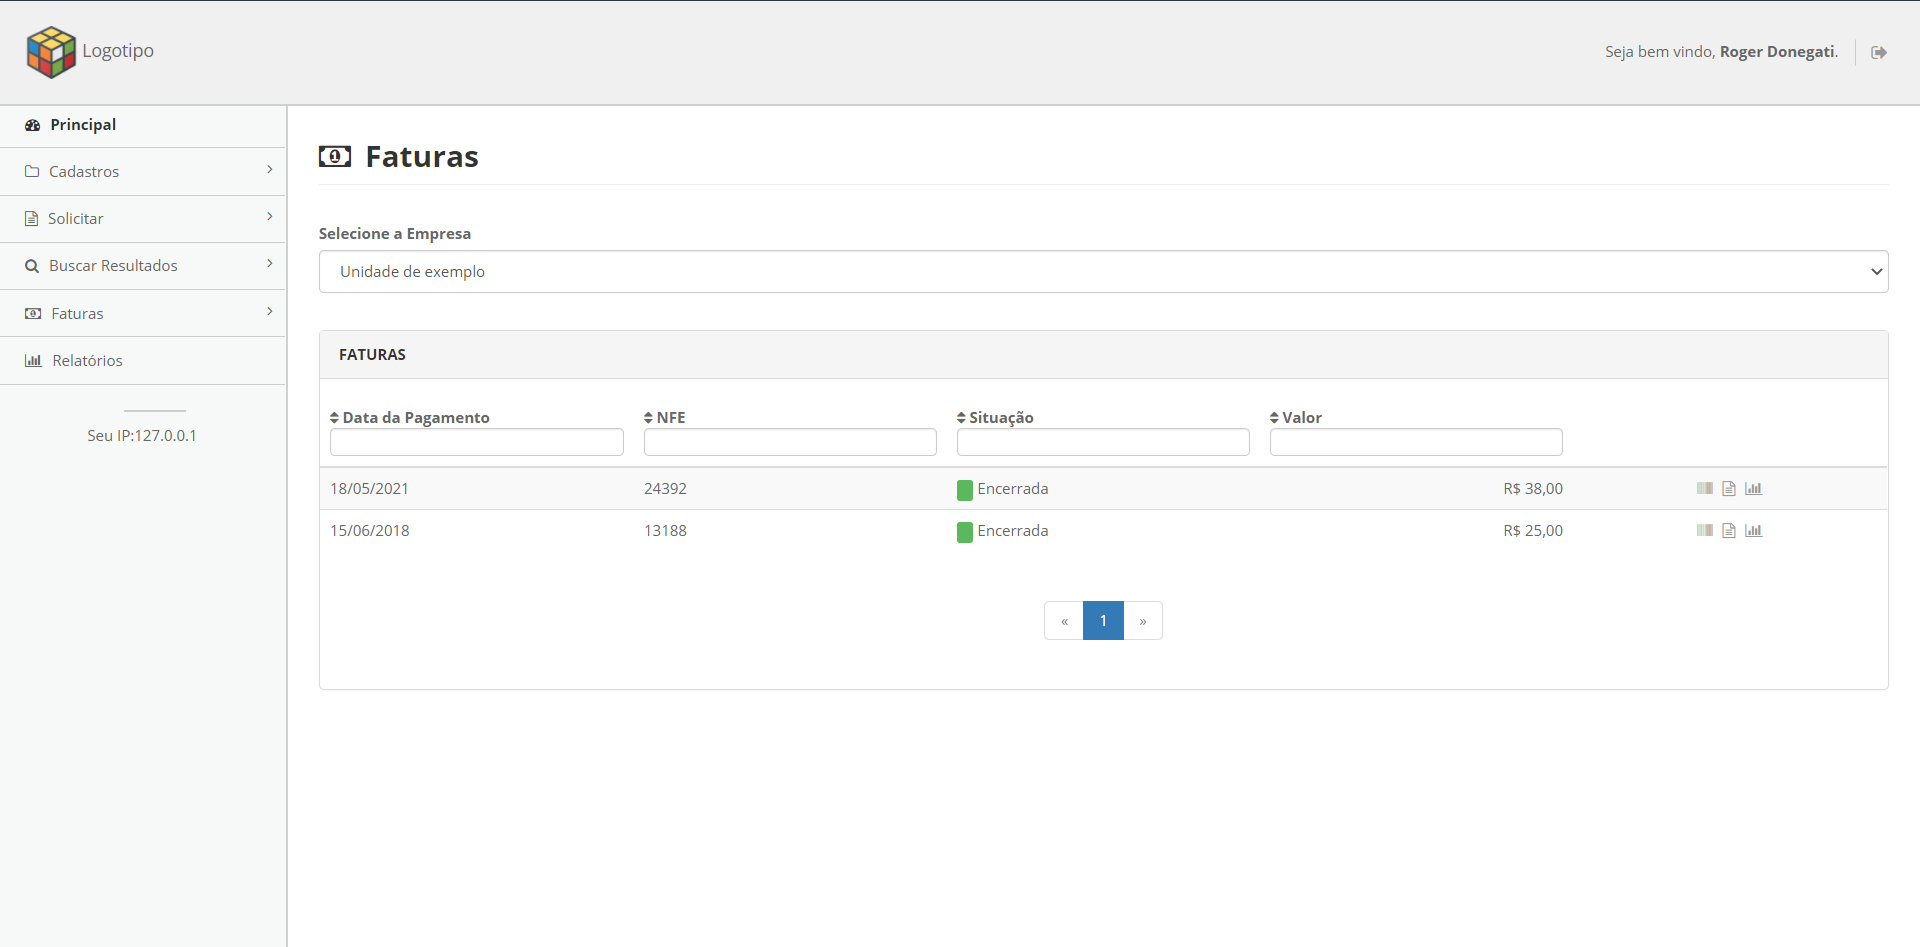 Logotipo
Seja bem vindo, Roger Donegati.
Principal
Cadastros
Solicitar
Buscar Resultados
Faturas
Relatórios
Seu IP:127.0.0.1
Faturas
Selecione a Empresa
Unidade de exemplo
FATURAS
Data da Pagamento NFE Situação Valor
18/05/2021 24392 Encerrada R$ 38,00
15/06/2018 13188 Encerrada R$ 25,00
« 1 »